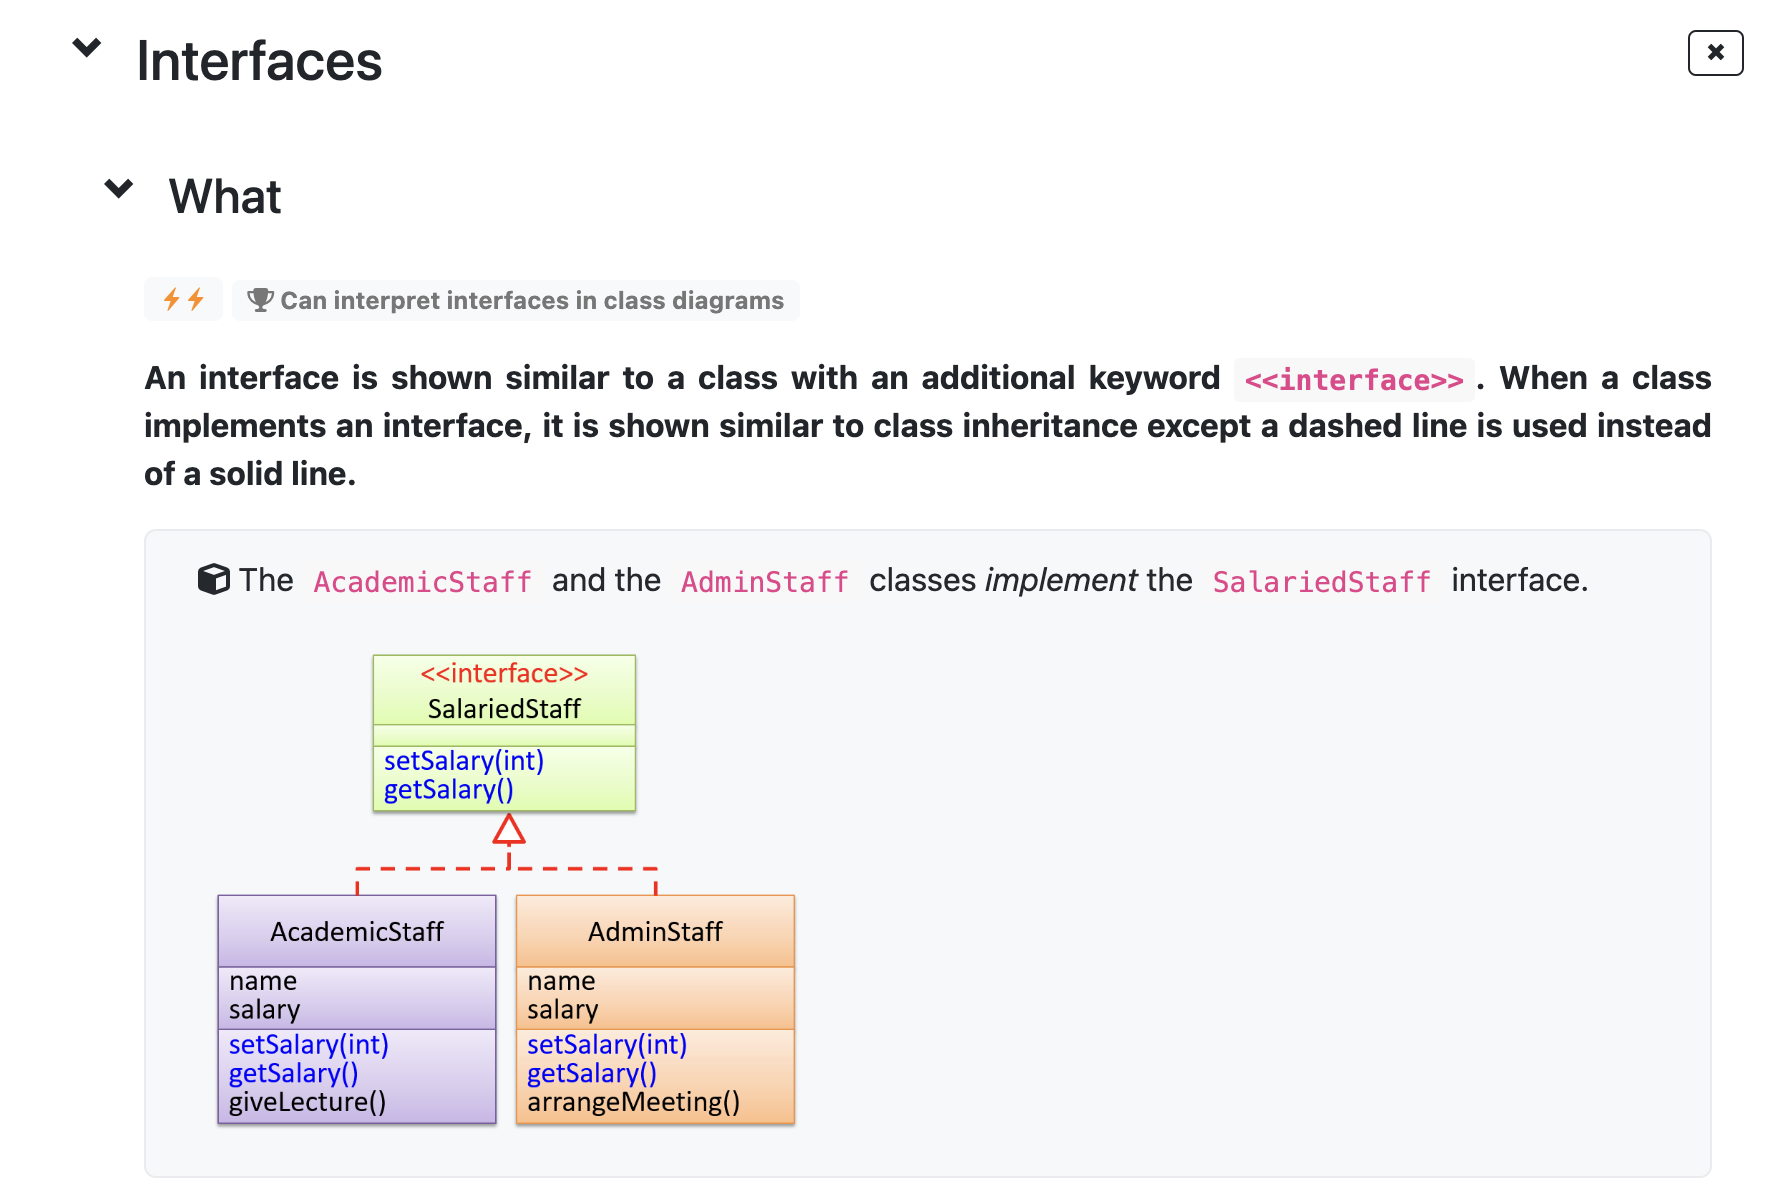 Interfaces
What
Can interpret interfaces in class diagrams
An interface is shown similar to a class with an additional keyword <<interface>>. When a class
implements an interface, it is shown similar to class inheritance except a dashed line is used instead
of a solid line.
The AcademicStaff and the AdminStaff classes implement the SalariedStaff interface.
<<interface>>
SalariedStaff
setSalary(int)
getSalary()
AcademicStaff
name
salary
setSalary(int)
getSalary()
giveLecture()
AdminStaff
name
salary
setSalary(int)
getSalary()
arrangeMeeting()